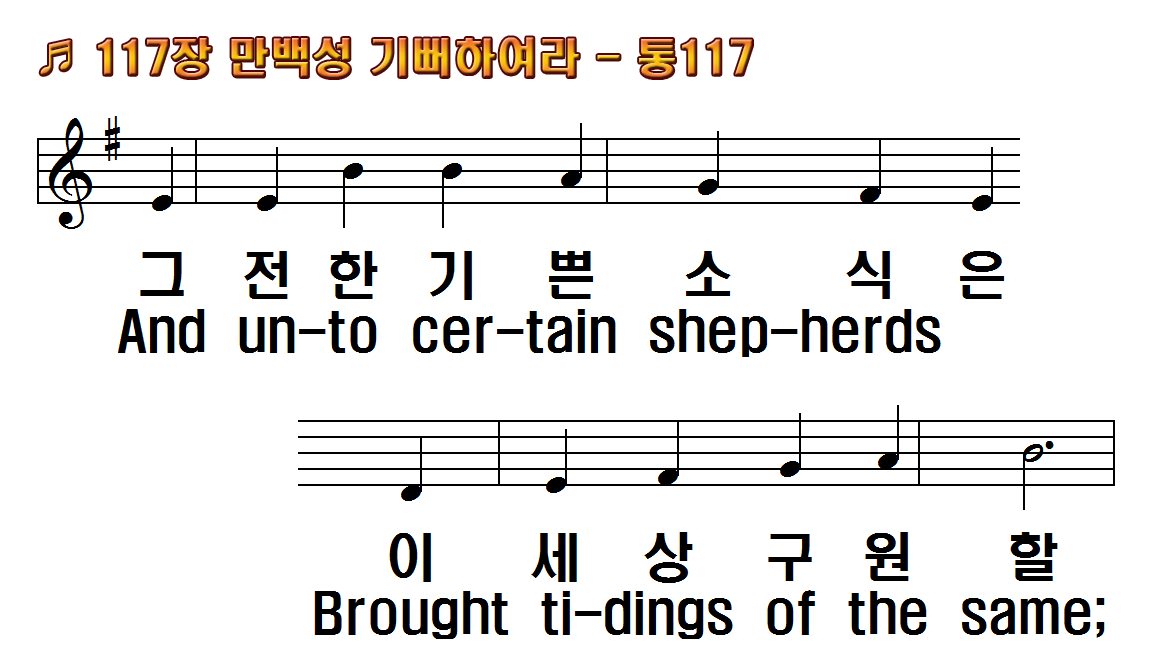 ♬ 117장 만백성 기뻐하여라 - 통117
그 전 한 기 쁜 소 식 은
And un-to cer-tain shep-herds
이 세 상 구 원 할
Brought ti-dings of the same;